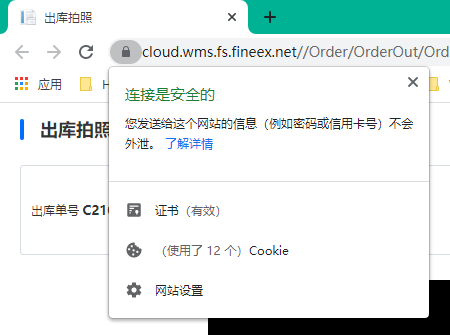 出库拍照
cloud.wms.fs.fineex.net//Order/OrderOut/Ord
应用
连接是安全的
出库拍照
您发送给这个网站的信息（例如密码或信用卡号）不会
外泄。 了解详情
出库单号 C21
证书（有效）
（使用了 12 个）Cookie
网站设置